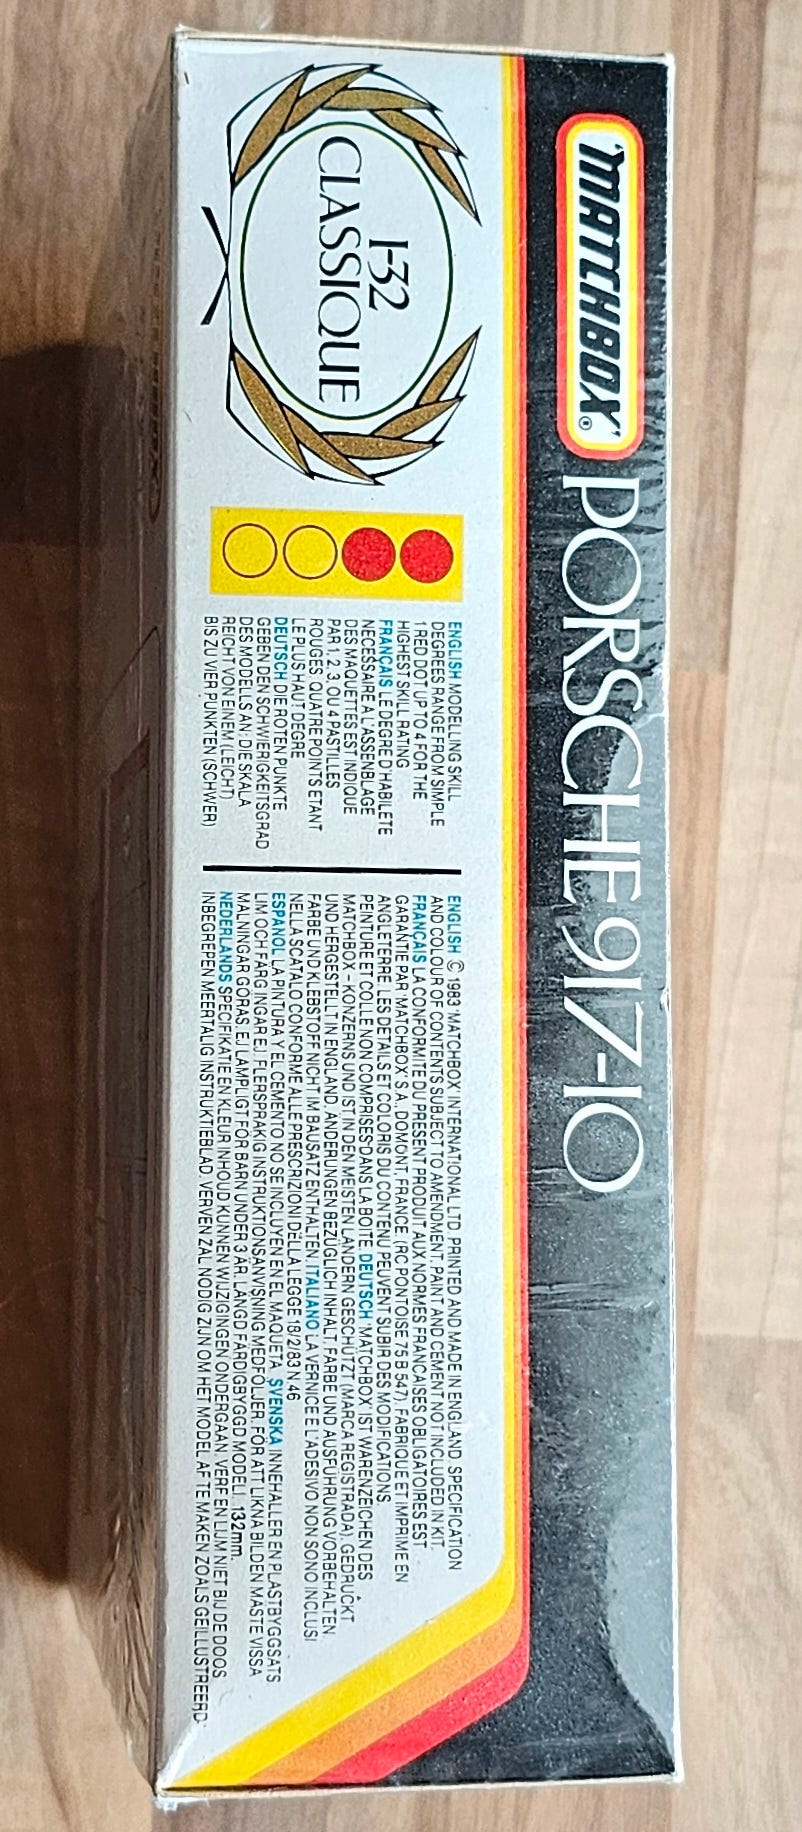 'MATCHBOX'® PORSCHE 917-10
1-32
CLASSIQUE
ENGLISH MODELLING SKILL
DEGREES RANGE FROM SIMPLE
1 RED DOT UP TO 4 FOR THE
HIGHEST SKILL RATING
FRANCAIS LE DEGRE D'HABILETE
NECESSAIRE A L'ASSENBLAGE
DES MAQUETTES EST INDIQUE
PAR 1, 2, 3, OU 4 PASTILLES
ROUGES, QUATRE POINTS ETANT
LE PLUS HAUT DEGRE
DEUTSCH DIE ROTEN PUNKTE
GEBEN DEN SCHWIERIGKEITSGRAD
DES MODELLS AN: DIE SKALA
REICHT VON EINEM (LEICHT)
BIS ZU VIER PUNKTEN (SCHWER)
ENGLISH © 1983 'MATCHBOX' INTERNATIONAL LTD. PRINTED AND MADE IN ENGLAND. SPECIFICATION
AND COLOUR OF CONTENTS SUBJECT TO AMENDMENT. PAINT AND CEMENT NOT INCLUDED IN KIT.
FRANCAIS LA CONFORMITE DU PRESENT PRODUIT AUX NORMES FRANCAISES OBLIGATOIRES EST
GARANTIE PAR 'MATCHBOX' S.A., DOMONT, FRANCE. (RC PONTOISE 75 B 547). FABRIQUE ET IMPRIME EN
ANGLETERRE. LES DETAILS ET COLORIS DU CONTENU PEUVENT SUBIR DES MODIFICATIONS.
PEINTURE ET COLLE NON COMPRISES DANS LA BOITE. DEUTSCH 'MATCHBOX' IST WARENZEICHEN DES
MATCHBOX - KONZERNS UND IST IN DEN MEISTEN LANDERN GESCHÜTZT (MARCA REGISTRADA). GEDRUCKT
UND HERGESTELLT IN ENGLAND. ÄNDERUNGEN BEZÜGLICH INHALT, FARBE UND AUSFÜHRUNG VORBEHALTEN.
FARBE UND KLEBSTOFF NICHT IM BAUSATZ ENTHALTEN. ITALIANO LA VERNICE E L'ADESIVO NON SONO INCLUSI
NELLA SCATALO CONFORME ALLE PRESCRIZIONI DELLA LEGGE 18/2/83 N 46
ESPANOL LA PINTURA Y EL CEMENTO NO SE INCLUYEN EN EL MAQUETA. SVENSKA INNEHALLER EN PLASTBYGGSATS
LIM OCH FÄRG INGAR EJ. FLERSPRAKIG INSTRUKTIONSANVISNING MEDFÖLJER. FÖR ATT LIKNA BILDEN MASTE VISSA
MALNINGAR GÖRAS. EJ LÄMPLIGT FÖR BARN UNDER 3 ÅR. LÄNGD FÄRDIGBYGGD MODELL 132mm.
NEDERLANDS SPECIFIKATIE EN KLEUR INHOUD KUNNEN WIJZIGINGEN ONDERGAAN. VERF EN LIJM NIET BIJ DE DOOS
INBEGREPEN MEERTALIG INSTRUKTIEBLAD. VERVEN ZAL NODIG ZIJN OM HET MODEL AF TE MAKEN ZOALS GEILLUSTREERD